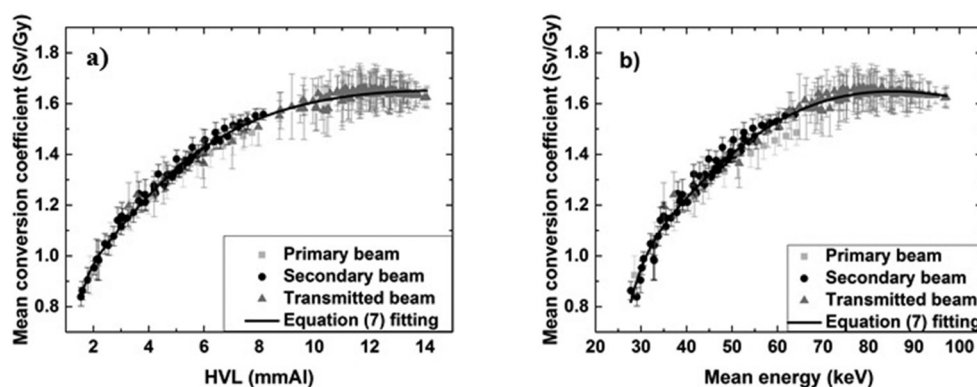 a)
Mean conversion coefficient (Sv/Gy)
1.8
1.6
1.4
1.2
1.0
0.8
Primary beam
Secondary beam
Transmitted beam
Equation (7) fitting
2 4 6 8 10 12 14
HVL (mmAl)
b)
Mean conversion coefficient (Sv/Gy)
1.8
1.6
1.4
1.2
1.0
0.8
Primary beam
Secondary beam
Transmitted beam
Equation (7) fitting
20 30 40 50 60 70 80 90 100
Mean energy (keV)